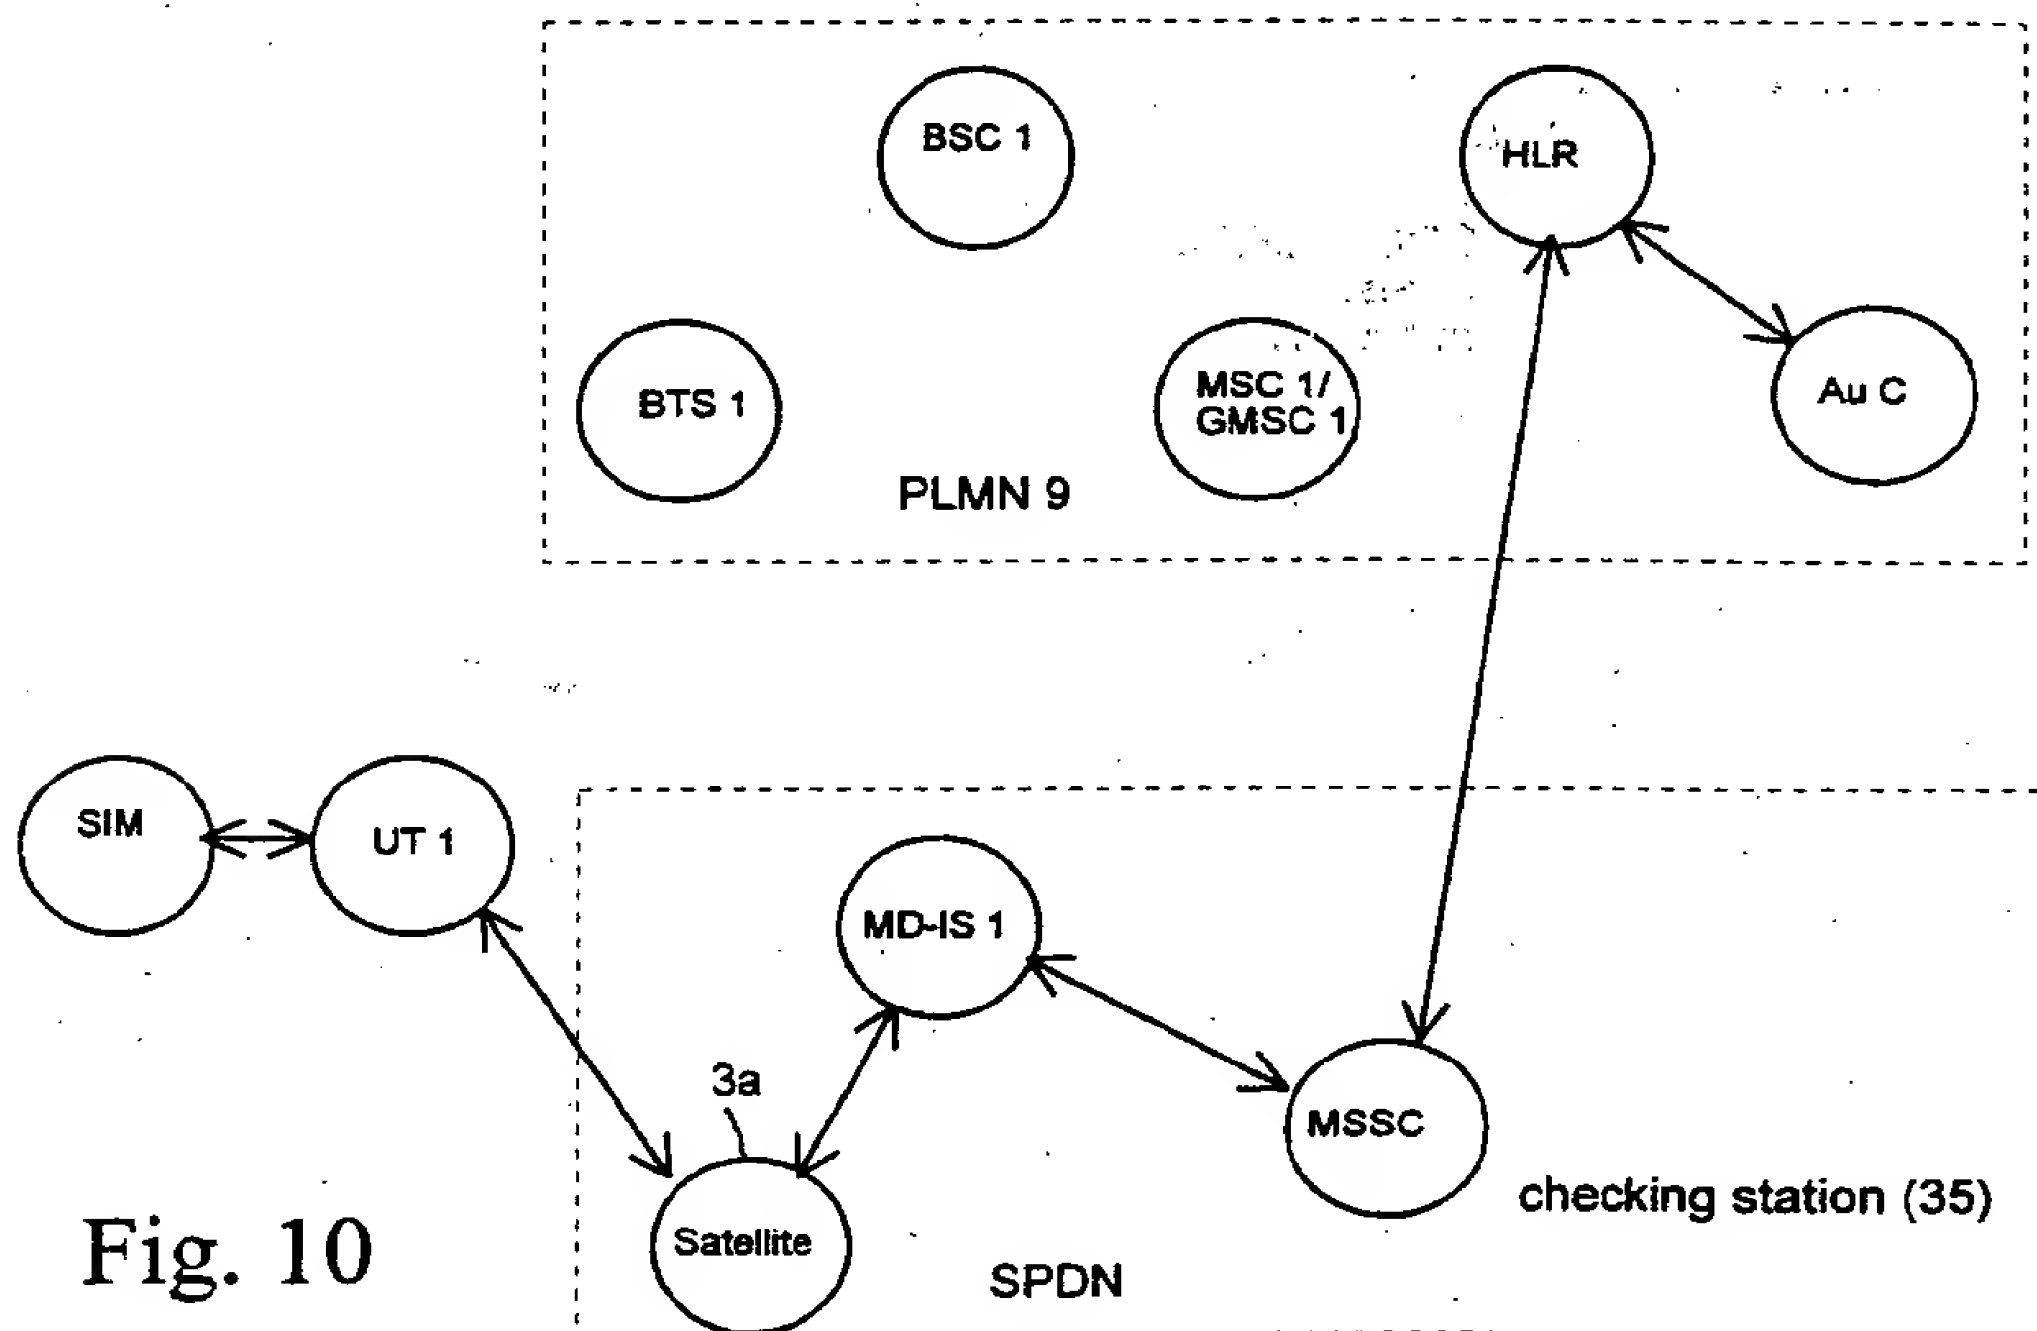 BSC 1
HLR
BTS 1
MSC 1/
GMSC 1
Au C
PLMN 9
SIM
UT 1
MD-IS 1
3a
MSSC
checking station (35)
Satellite
SPDN
Fig. 10